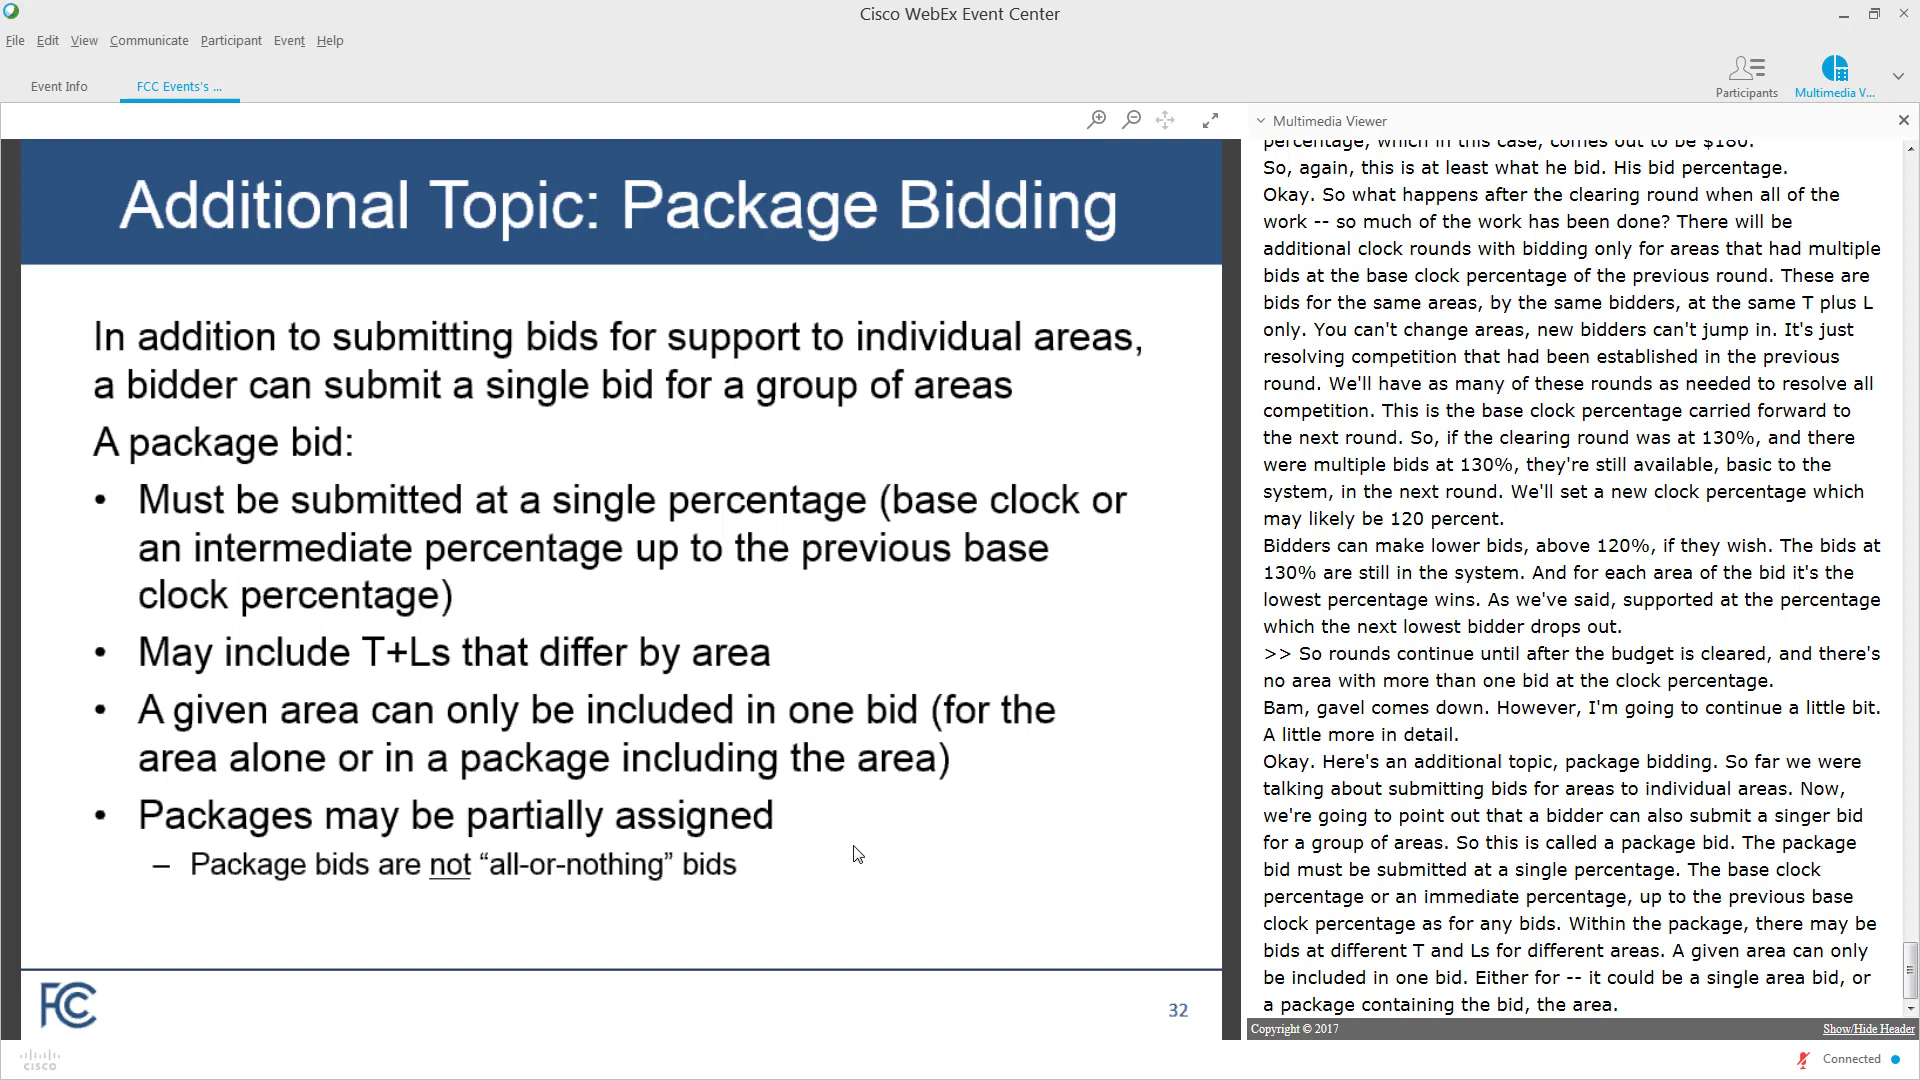 Cisco WebEx Event Center
File Edit View Communicate Participant Event Help
Event Info
FCC Events's ...
Participants
Multimedia V...
Additional Topic: Package Bidding
In addition to submitting bids for support to individual areas,
a bidder can submit a single bid for a group of areas
A package bid:
• Must be submitted at a single percentage (base clock or
an intermediate percentage up to the previous base
clock percentage)
• May include T+Ls that differ by area
• A given area can only be included in one bid (for the
area alone or in a package including the area)
• Packages may be partially assigned
– Package bids are not “all-or-nothing” bids
FCC
32
CISCO
Multimedia Viewer
percentage, which in this case, comes out to be $180.
So, again, this is at least what he bid. His bid percentage.
Okay. So what happens after the clearing round when all of the
work -- so much of the work has been done? There will be
additional clock rounds with bidding only for areas that had multiple
bids at the base clock percentage of the previous round. These are
bids for the same areas, by the same bidders, at the same T plus L
only. You can't change areas, new bidders can't jump in. It's just
resolving competition that had been established in the previous
round. We'll have as many of these rounds as needed to resolve all
competition. This is the base clock percentage carried forward to
the next round. So, if the clearing round was at 130%, and there
were multiple bids at 130%, they're still available, basic to the
system, in the next round. We'll set a new clock percentage which
may likely be 120 percent.
Bidders can make lower bids, above 120%, if they wish. The bids at
130% are still in the system. And for each area of the bid it's the
lowest percentage wins. As we've said, supported at the percentage
which the next lowest bidder drops out.
>> So rounds continue until after the budget is cleared, and there's
no area with more than one bid at the clock percentage.
Bam, gavel comes down. However, I'm going to continue a little bit.
A little more in detail.
Okay. Here's an additional topic, package bidding. So far we were
talking about submitting bids for areas to individual areas. Now,
we're going to point out that a bidder can also submit a singer bid
for a group of areas. So this is called a package bid. The package
bid must be submitted at a single percentage. The base clock
percentage or an immediate percentage, up to the previous base
clock percentage as for any bids. Within the package, there may be
bids at different T and Ls for different areas. A given area can only
be included in one bid. Either for -- it could be a single area bid, or
a package containing the bid, the area.
Copyright © 2017
Show/Hide Header
Connected